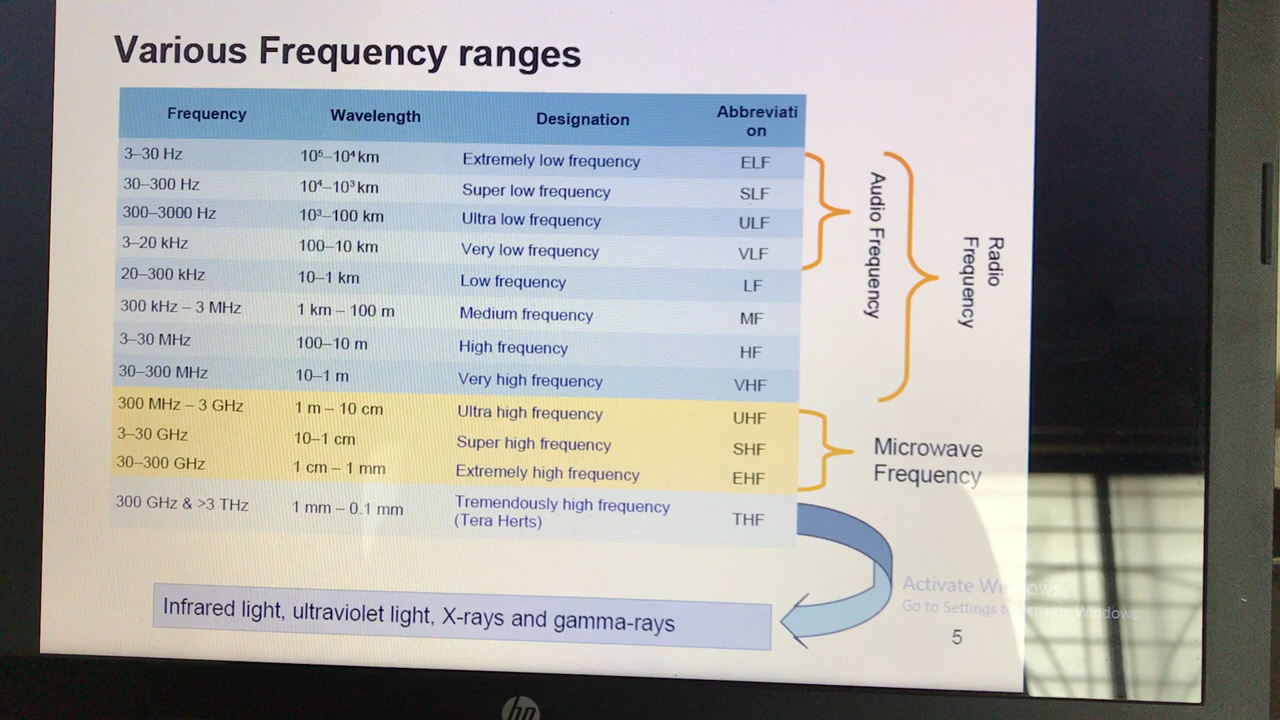 Various Frequency ranges
Frequency Wavelength Designation Abbreviati
on
3–30 Hz 10⁵–10⁴ km Extremely low frequency ELF
30–300 Hz 10⁴–10³ km Super low frequency SLF
300–3000 Hz 10³–100 km Ultra low frequency ULF
3–20 kHz 100–10 km Very low frequency VLF
20–300 kHz 10–1 km Low frequency LF
300 kHz – 3 MHz 1 km – 100 m Medium frequency MF
3–30 MHz 100–10 m High frequency HF
30–300 MHz 10–1 m Very high frequency VHF
300 MHz – 3 GHz 1 m – 10 cm Ultra high frequency UHF
3–30 GHz 10–1 cm Super high frequency SHF
30–300 GHz 1 cm – 1 mm Extremely high frequency EHF
300 GHz & >3 THz 1 mm – 0.1 mm Tremendously high frequency
(Tera Herts) THF
Audio Frequency
Radio
Frequency
Microwave
Frequency
Infrared light, ultraviolet light, X-rays and gamma-rays
Activate Windows
Go to Settings to activate Windows.
5
hp